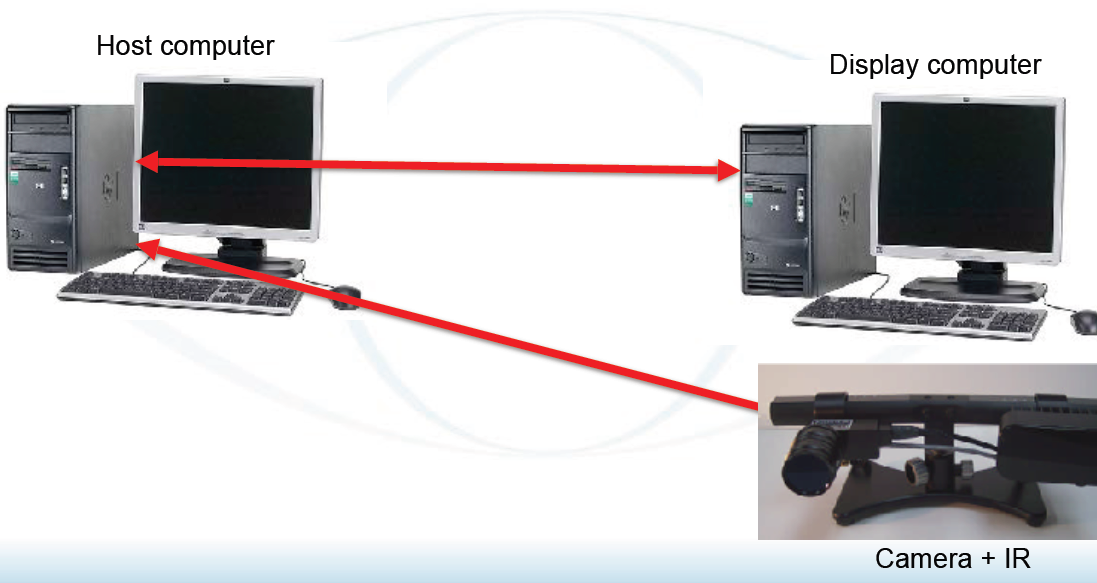 Host computer
Display computer
Camera + IR